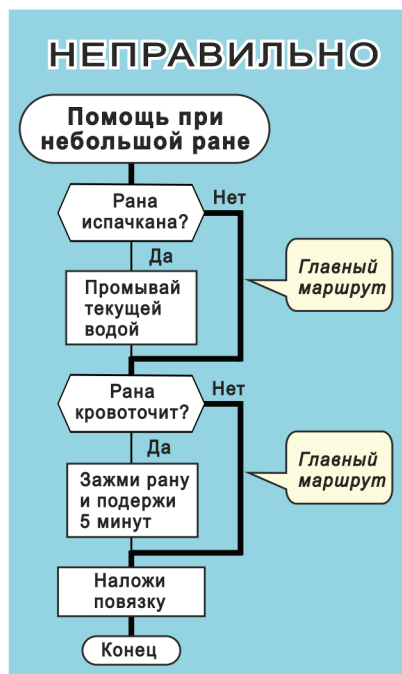 НЕПРАВИЛЬНО
Помощь при
небольшой ране
Рана
испачкана?
Нет
Да
Промывай
текущей
водой
Главный
маршрут
Рана
кровоточит?
Нет
Да
Зажми рану
и подержи
5 минут
Главный
маршрут
Наложи
повязку
Конец